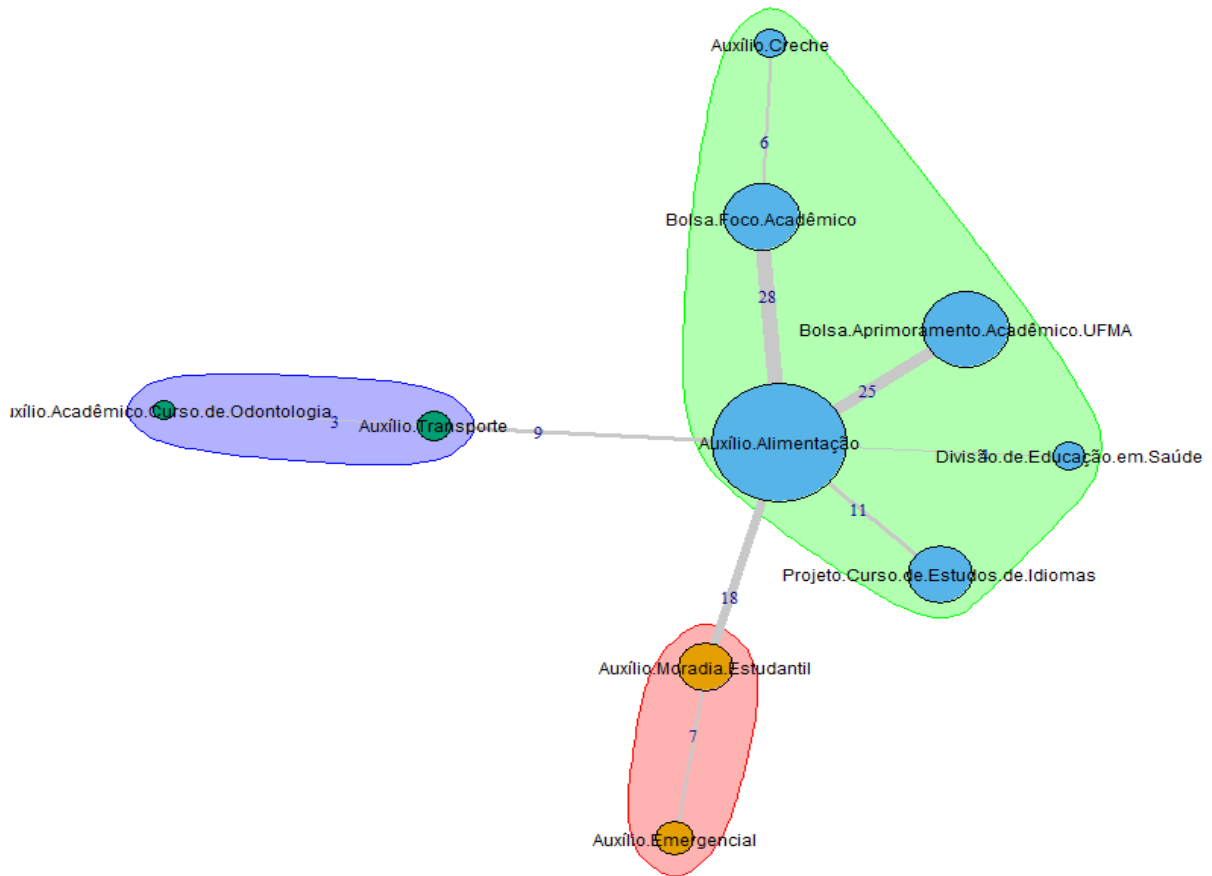 Auxílio.Creche
6
Bolsa.Foco.Acadêmico
28
Bolsa.Aprimoramento.Acadêmico.UFMA
25
uxílio.Acadêmico.Curso.de.Odontologia
3
Auxílio.Transporte
9
Auxílio.Alimentação
Divisão.de.Educação.em.Saúde
11
Projeto.Curso.de.Estudos.de.Idiomas
18
Auxílio.Moradia.Estudantil
7
Auxílio.Emergencial